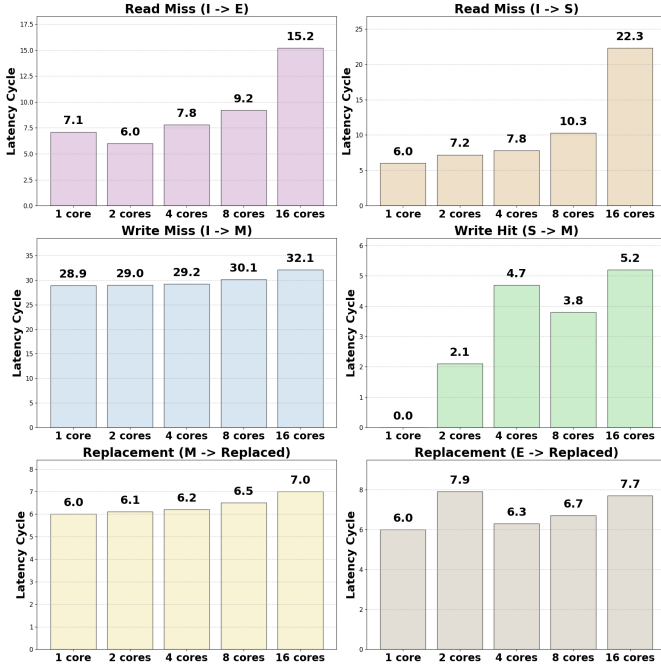 Read Miss (I -> E)
Latency Cycle
17.5
15.0
12.5
10.0
7.5
5.0
2.5
0.0
7.1
6.0
7.8
9.2
15.2
1 core
2 cores
4 cores
8 cores
16 cores
Read Miss (I -> S)
Latency Cycle
25
20
15
10
5
0
6.0
7.2
7.8
10.3
22.3
1 core
2 cores
4 cores
8 cores
16 cores
Write Miss (I -> M)
Latency Cycle
35
30
25
20
15
10
5
0
28.9
29.0
29.2
30.1
32.1
1 core
2 cores
4 cores
8 cores
16 cores
Write Hit (S -> M)
Latency Cycle
6
5
4
3
2
1
0
0.0
2.1
4.7
3.8
5.2
1 core
2 cores
4 cores
8 cores
16 cores
Replacement (M -> Replaced)
Latency Cycle
8
7
6
5
4
3
2
1
0
6.0
6.1
6.2
6.5
7.0
1 core
2 cores
4 cores
8 cores
16 cores
Replacement (E -> Replaced)
Latency Cycle
8
6
4
2
0
6.0
7.9
6.3
6.7
7.7
1 core
2 cores
4 cores
8 cores
16 cores